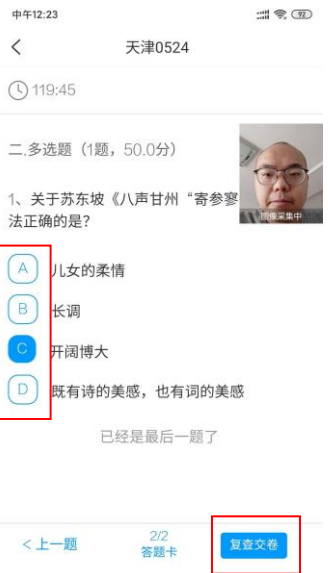 中午12:23
92
天津0524
119:45
二.多选题（1题，50.0分）
1、关于苏东坡《八声甘州“寄参寥
法正确的是？
图像采集中
A 儿女的柔情
B 长调
C 开阔博大
D 既有诗的美感，也有词的美感
已经是最后一题了
<上一题
2/2
答题卡
复查交卷